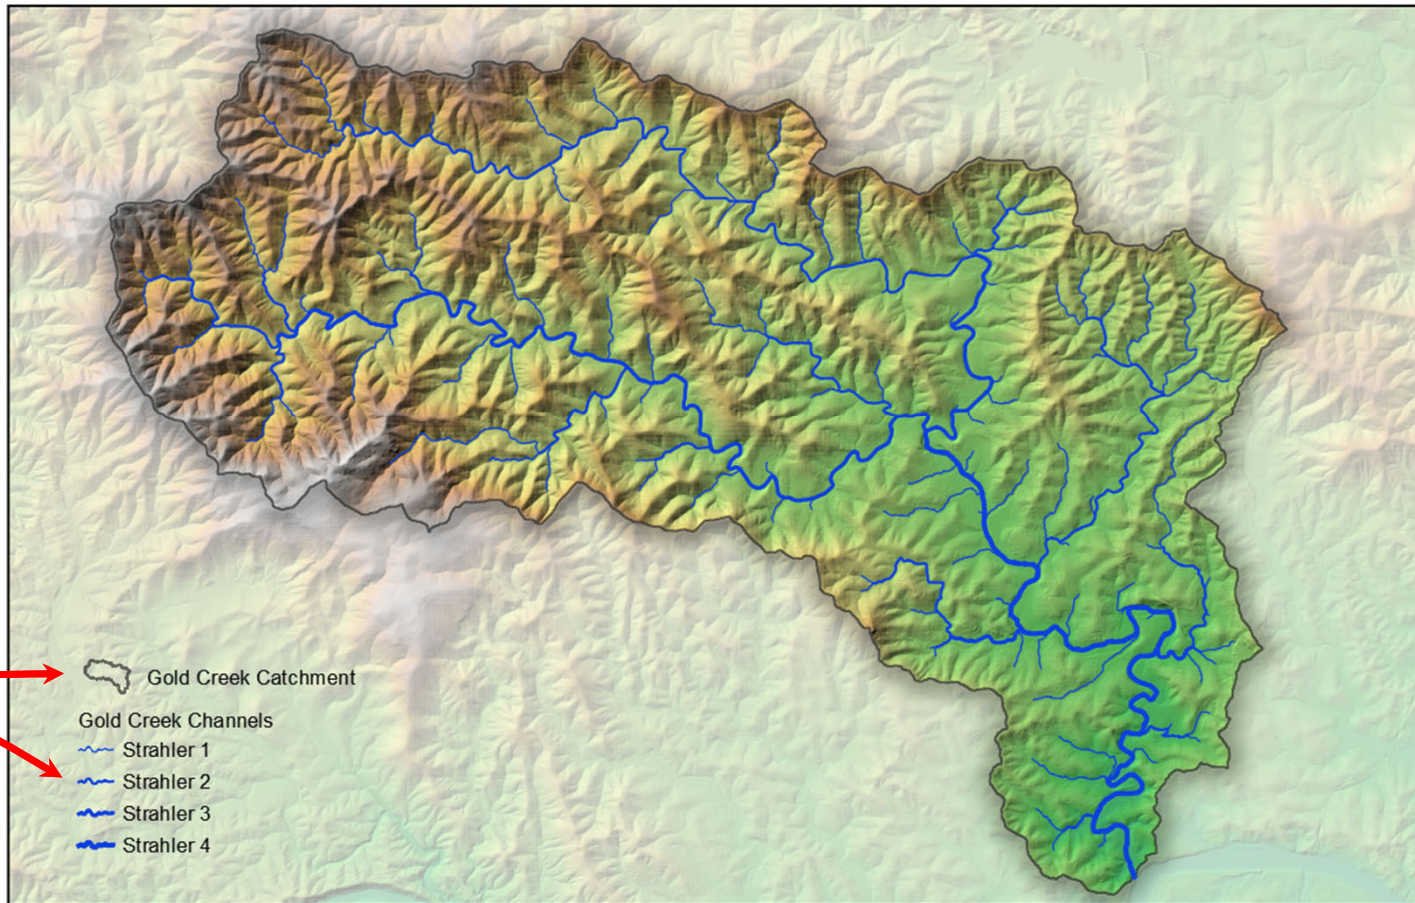 Gold Creek Catchment
Gold Creek Channels
Strahler 1
Strahler 2
Strahler 3
Strahler 4